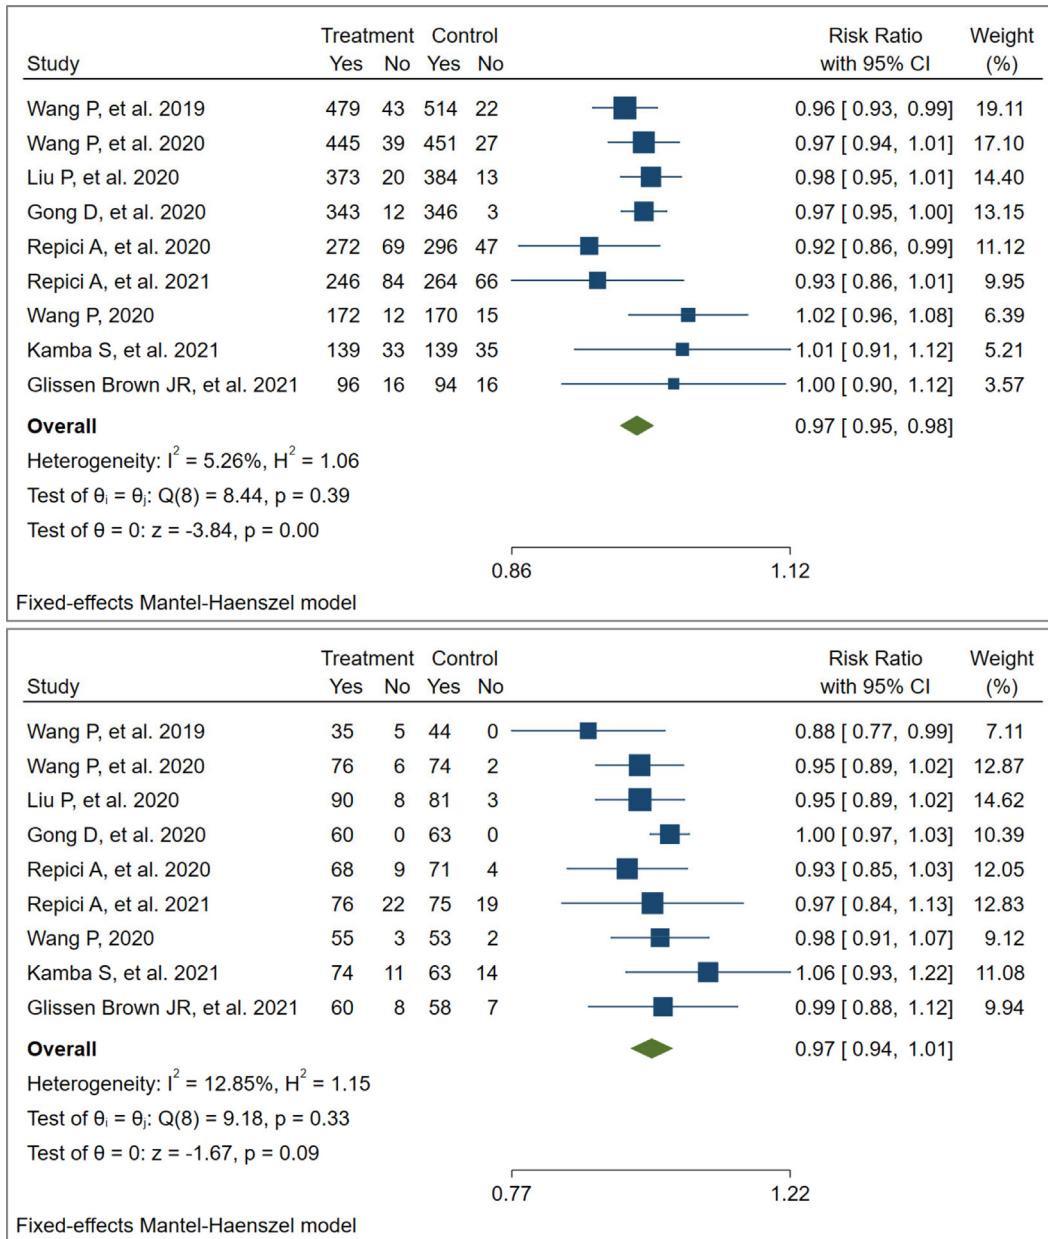 Treatment Control Risk Ratio Weight
Study Yes No Yes No with 95% CI (%)
Wang P, et al. 2019 479 43 514 22 0.96 [ 0.93, 0.99] 19.11
Wang P, et al. 2020 445 39 451 27 0.97 [ 0.94, 1.01] 17.10
Liu P, et al. 2020 373 20 384 13 0.98 [ 0.95, 1.01] 14.40
Gong D, et al. 2020 343 12 346 3 0.97 [ 0.95, 1.00] 13.15
Repici A, et al. 2020 272 69 296 47 0.92 [ 0.86, 0.99] 11.12
Repici A, et al. 2021 246 84 264 66 0.93 [ 0.86, 1.01] 9.95
Wang P, 2020 172 12 170 15 1.02 [ 0.96, 1.08] 6.39
Kamba S, et al. 2021 139 33 139 35 1.01 [ 0.91, 1.12] 5.21
Glissen Brown JR, et al. 2021 96 16 94 16 1.00 [ 0.90, 1.12] 3.57
Overall 0.97 [ 0.95, 0.98]
Heterogeneity: I² = 5.26%, H² = 1.06
Test of θᵢ = θⱼ: Q(8) = 8.44, p = 0.39
Test of θ = 0: z = -3.84, p = 0.00
0.86 1.12
Fixed-effects Mantel-Haenszel model
Treatment Control Risk Ratio Weight
Study Yes No Yes No with 95% CI (%)
Wang P, et al. 2019 35 5 44 0 0.88 [ 0.77, 0.99] 7.11
Wang P, et al. 2020 76 6 74 2 0.95 [ 0.89, 1.02] 12.87
Liu P, et al. 2020 90 8 81 3 0.95 [ 0.89, 1.02] 14.62
Gong D, et al. 2020 60 0 63 0 1.00 [ 0.97, 1.03] 10.39
Repici A, et al. 2020 68 9 71 4 0.93 [ 0.85, 1.03] 12.05
Repici A, et al. 2021 76 22 75 19 0.97 [ 0.84, 1.13] 12.83
Wang P, 2020 55 3 53 2 0.98 [ 0.91, 1.07] 9.12
Kamba S, et al. 2021 74 11 63 14 1.06 [ 0.93, 1.22] 11.08
Glissen Brown JR, et al. 2021 60 8 58 7 0.99 [ 0.88, 1.12] 9.94
Overall 0.97 [ 0.94, 1.01]
Heterogeneity: I² = 12.85%, H² = 1.15
Test of θᵢ = θⱼ: Q(8) = 9.18, p = 0.33
Test of θ = 0: z = -1.67, p = 0.09
0.77 1.22
Fixed-effects Mantel-Haenszel model